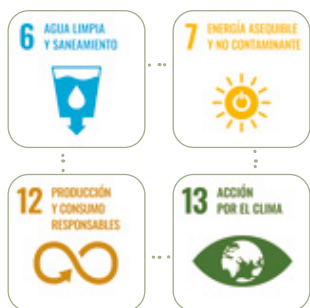 6 AGUA LIMPIA
Y SANEAMIENTO
7 ENERGÍA ASEQUIBLE
Y NO CONTAMINANTE
12 PRODUCCIÓN
Y CONSUMO
RESPONSABLES
13 ACCIÓN
POR EL CLIMA